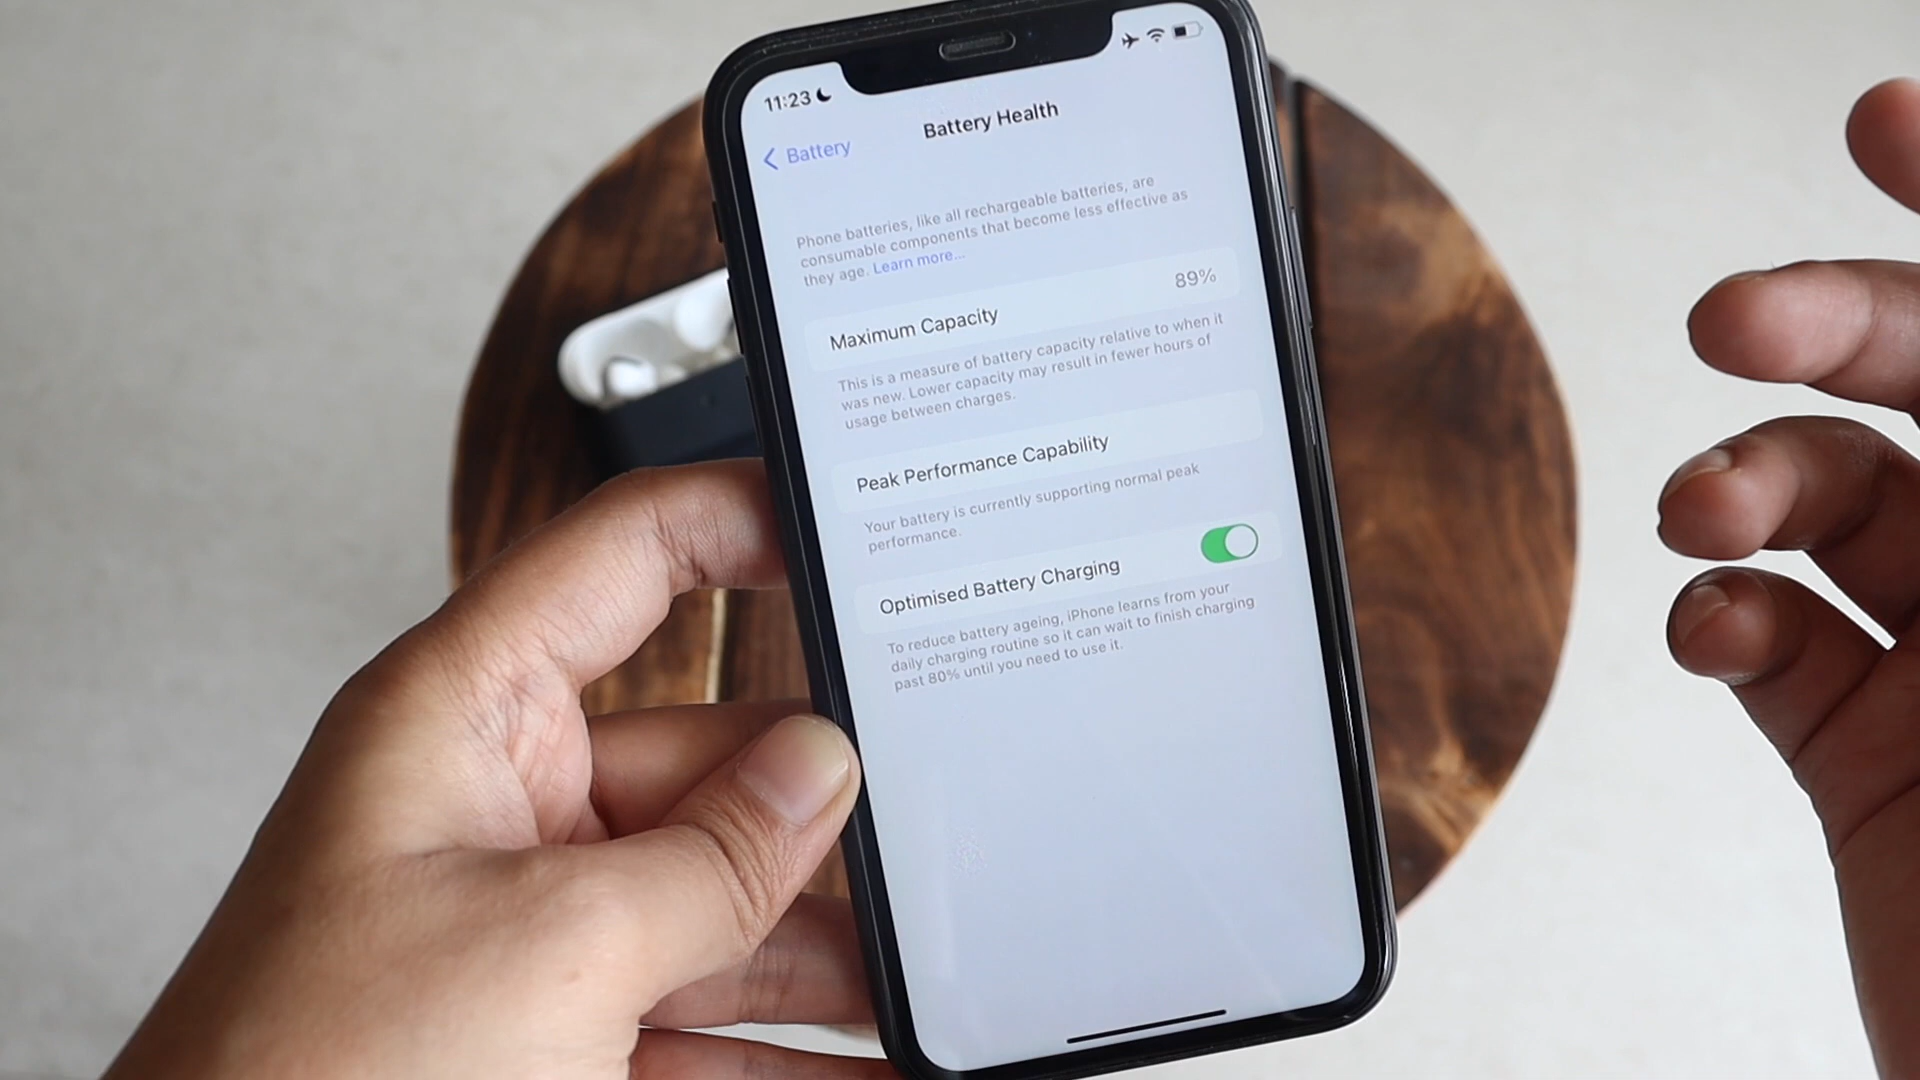 11:23
Battery
Battery Health
Phone batteries, like all rechargeable batteries, are
consumable components that become less effective as
they age. Learn more...
Maximum Capacity 89%
This is a measure of battery capacity relative to when it
was new. Lower capacity may result in fewer hours of
usage between charges.
Peak Performance Capability
Your battery is currently supporting normal peak
performance.
Optimised Battery Charging
To reduce battery ageing, iPhone learns from your
daily charging routine so it can wait to finish charging
past 80% until you need to use it.